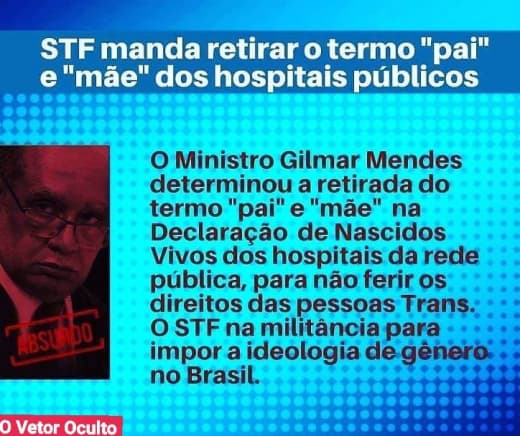 STF manda retirar o termo "pai"
e "mãe" dos hospitais públicos
O Ministro Gilmar Mendes
determinou a retirada do
termo "pai" e "mãe" na
Declaração de Nascidos
Vivos dos hospitais da rede
pública, para não ferir os
direitos das pessoas Trans.
O STF na militância para
impor a ideologia de gênero
no Brasil.
ABSURDO
O Vetor Oculto